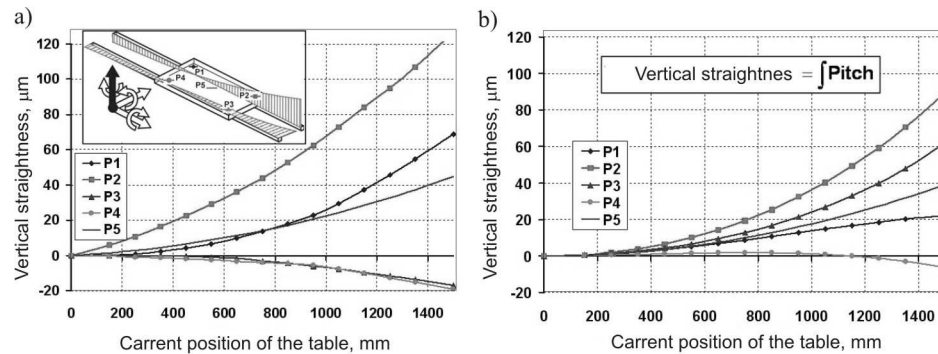 a)
120
100
80
60
40
20
0
-20
Vertical straightness, µm
P1
P4
P5
P2
P3
P1
P2
P3
P4
P5
0 200 400 600 800 1000 1200 1400
Carrent position of the table, mm
b)
120
100
80
60
40
20
0
-20
Vertical straightness, µm
Vertical straightnes = ∫Pitch
P1
P2
P3
P4
P5
0 200 400 600 800 1000 1200 1400
Carrent position of the table, mm